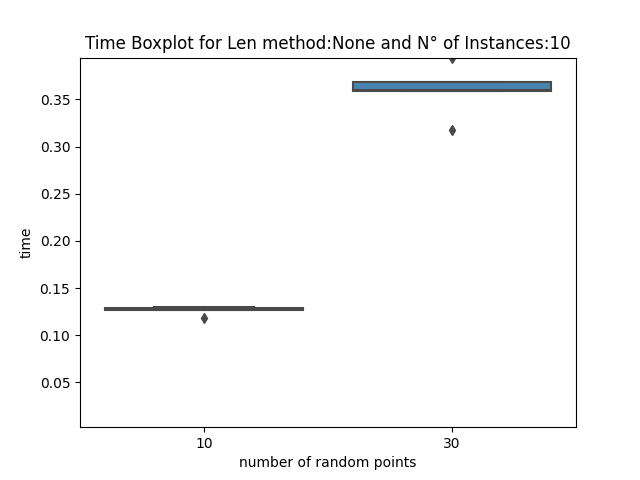 Time Boxplot for Len method:None and N° of Instances:10
0.35
0.30
0.25
0.20
0.15
0.10
0.05
time
10 30
number of random points